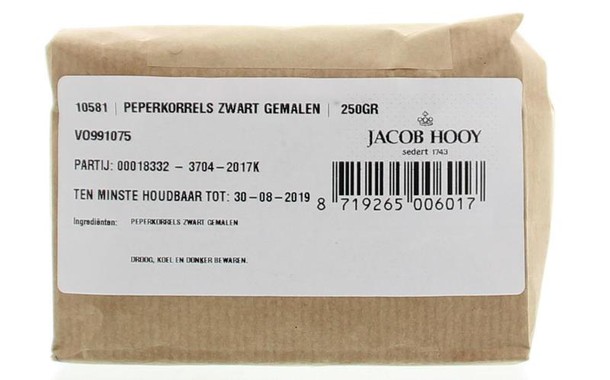 10581 | PEPERKORRELS ZWART GEMALEN | 250GR
VO991075
JACOB HOOY
sedert 1743
PARTIJ: 00018332 - 3704-2017K
TEN MINSTE HOUDBAAR TOT: 30-08-2019
8 719265 006017
Ingrediënten: PEPERKORRELS ZWART GEMALEN
DROOG, KOEL EN DONKER BEWAREN.